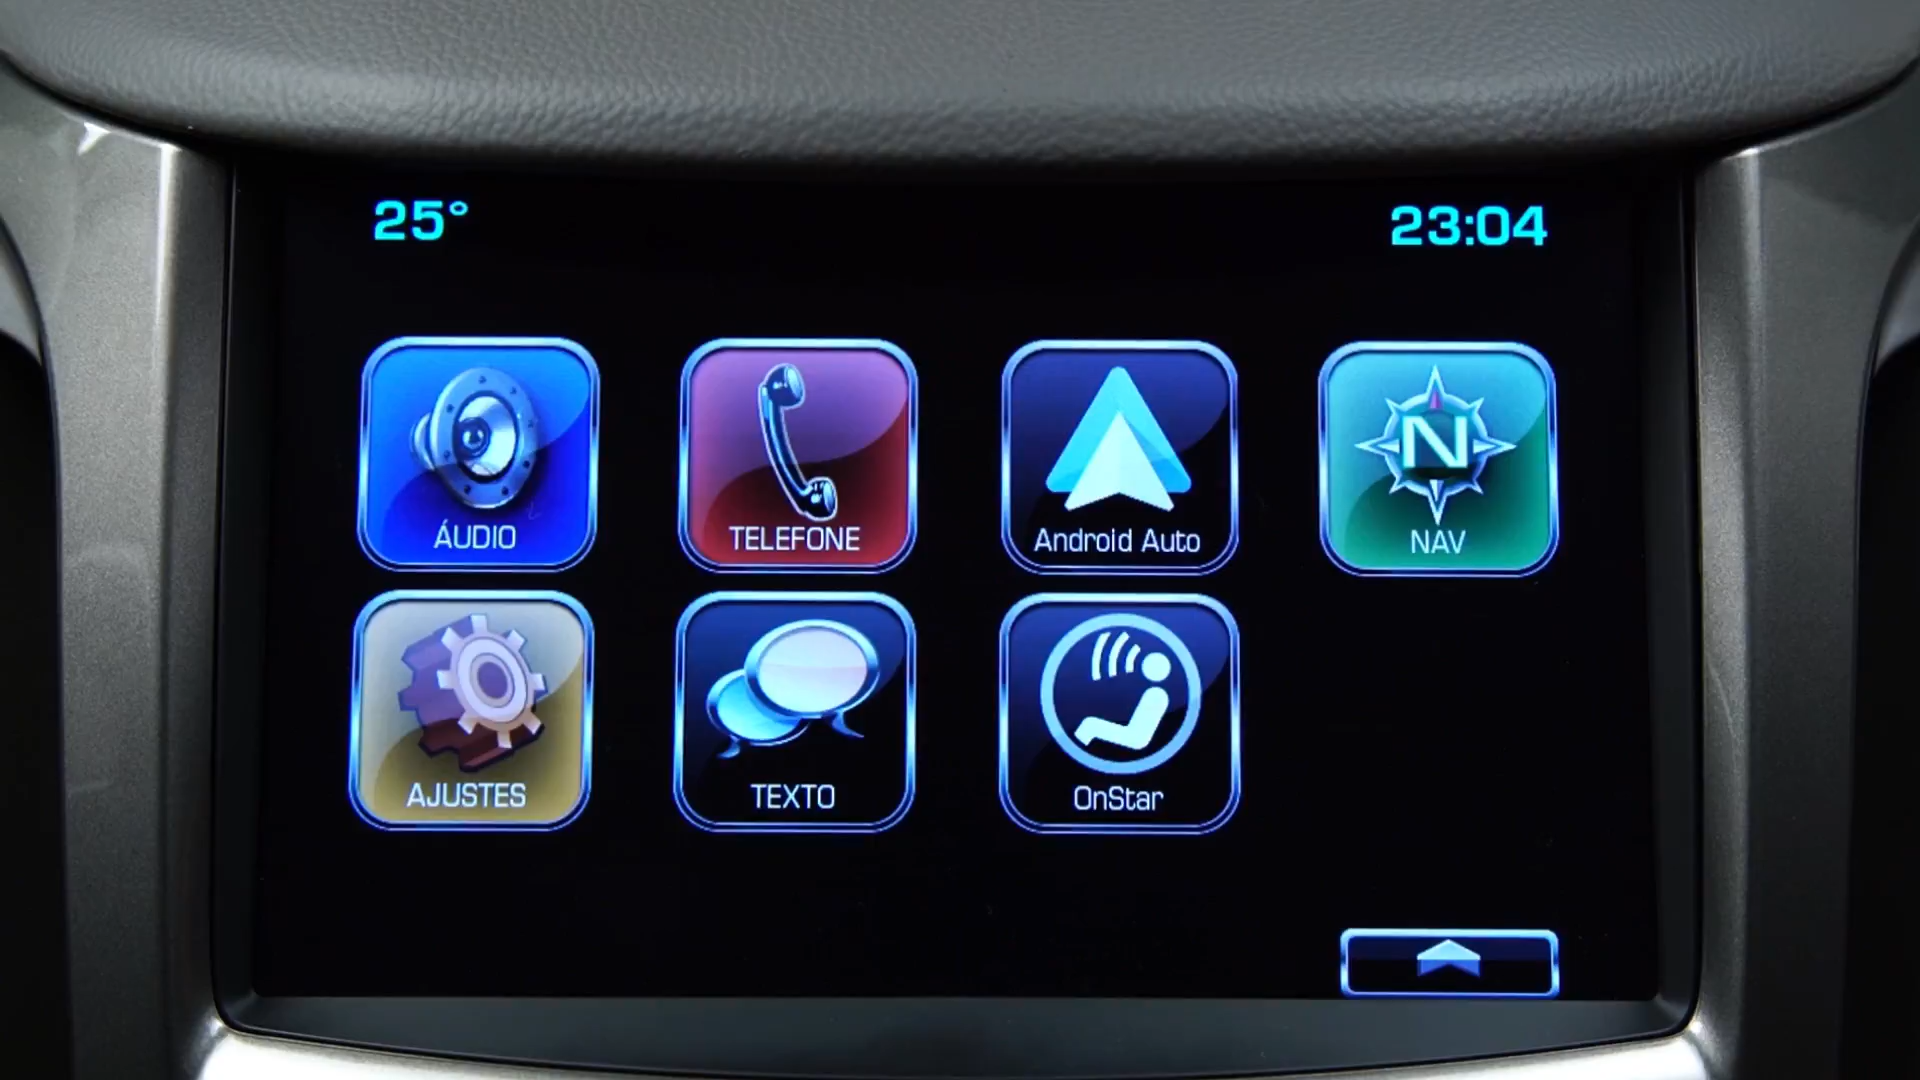 25°
23:04
ÁUDIO
TELEFONE
Android Auto
N
NAV
AJUSTES
TEXTO
OnStar